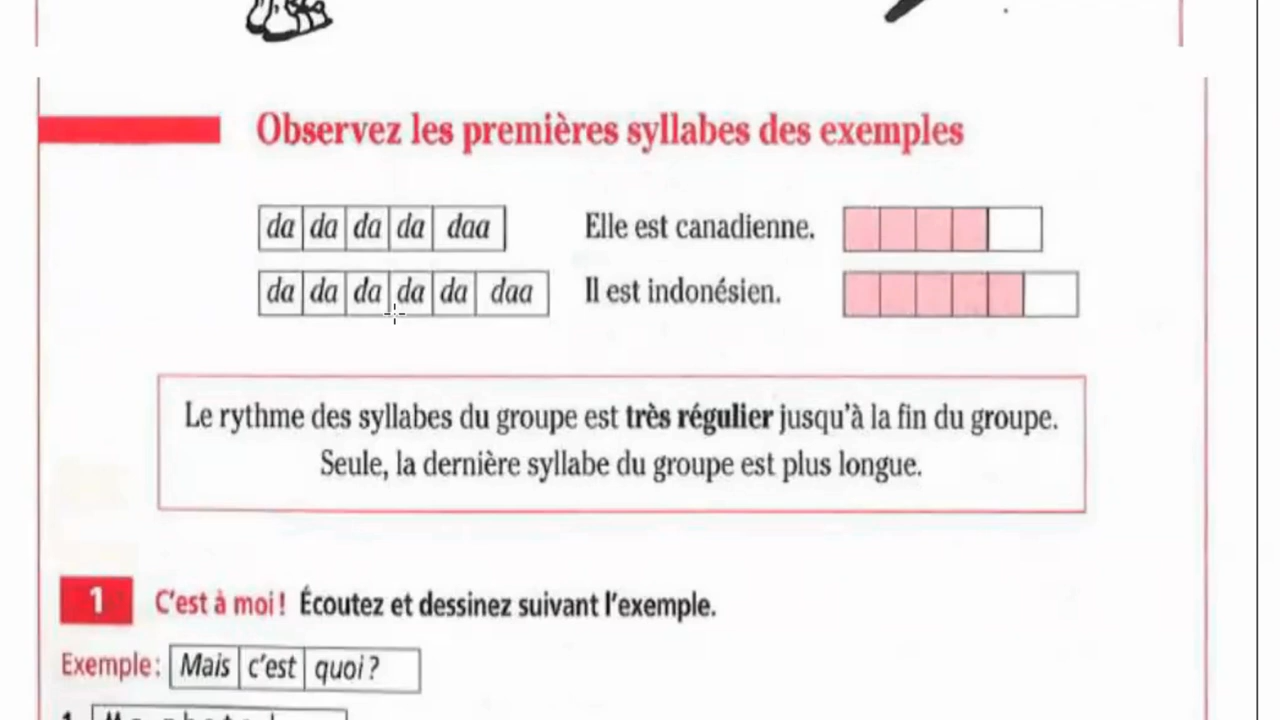 Observez les premières syllabes des exemples
da da da da daa Elle est canadienne.
da da da da da daa Il est indonésien.
Le rythme des syllabes du groupe est très régulier jusqu'à la fin du groupe.
Seule, la dernière syllabe du groupe est plus longue.
1 C'est à moi ! Écoutez et dessinez suivant l'exemple.
Exemple : Mais c'est quoi ?